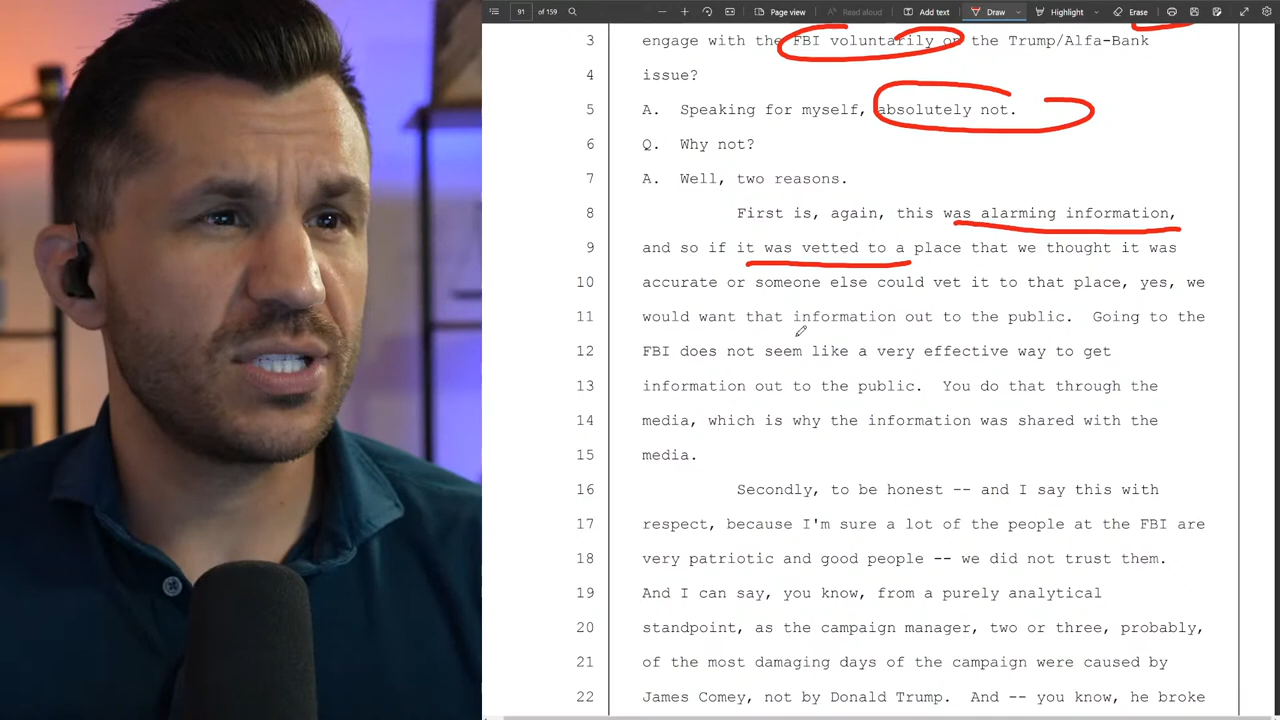 91 of 159 Page view Read aloud Add text Draw Highlight Erase
3 engage with the FBI voluntarily on the Trump/Alfa-Bank
4 issue?
5 A. Speaking for myself, absolutely not.
6 Q. Why not?
7 A. Well, two reasons.
8 First is, again, this was alarming information,
9 and so if it was vetted to a place that we thought it was
10 accurate or someone else could vet it to that place, yes, we
11 would want that information out to the public. Going to the
12 FBI does not seem like a very effective way to get
13 information out to the public. You do that through the
14 media, which is why the information was shared with the
15 media.
16 Secondly, to be honest -- and I say this with
17 respect, because I'm sure a lot of the people at the FBI are
18 very patriotic and good people -- we did not trust them.
19 And I can say, you know, from a purely analytical
20 standpoint, as the campaign manager, two or three, probably,
21 of the most damaging days of the campaign were caused by
22 James Comey, not by Donald Trump. And -- you know, he broke